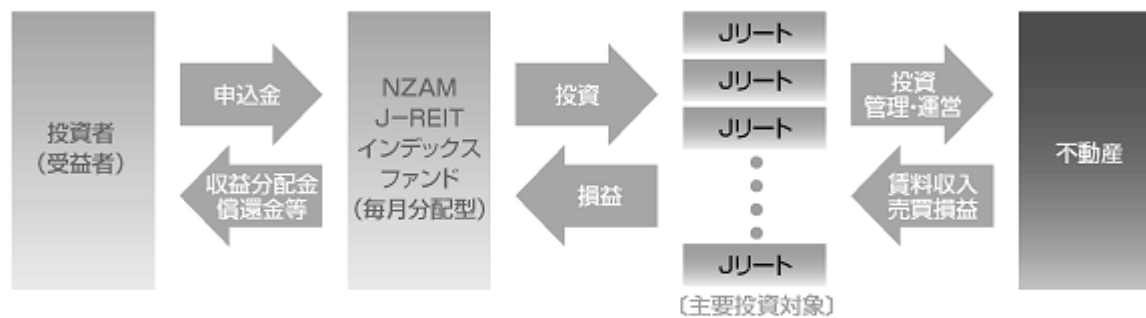 投資者
(受益者)
申込金
収益分配金
償還金等
NZAM
J-REIT
インデックス
ファンド
(毎月分配型)
投資
損益
Jリート
Jリート
Jリート
Jリート
〔主要投資対象〕
投資
管理・運営
賃料収入
売買損益
不動産